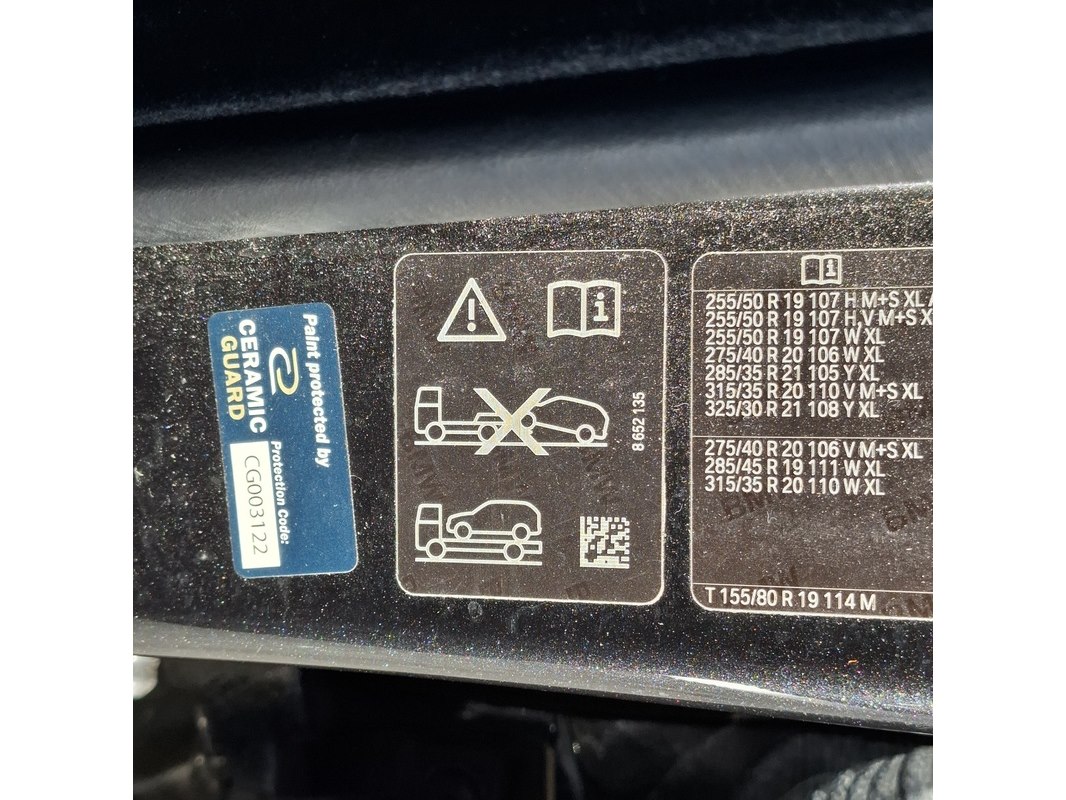 Paint protected by
CERAMIC
GUARD
Protection Code:
CG003122
8 652 135
255/50 R 19 107 H M+S XL
255/50 R 19 107 H,V M+S
255/50 R 19 107 W XL
275/40 R 20 106 W XL
285/35 R 21 105 Y XL
315/35 R 20 110 V M+S XL
325/30 R 21 108 Y XL
275/40 R 20 106 V M+S XL
285/45 R 19 111 W XL
315/35 R 20 110 W XL
T 155/80 R 19 114 M